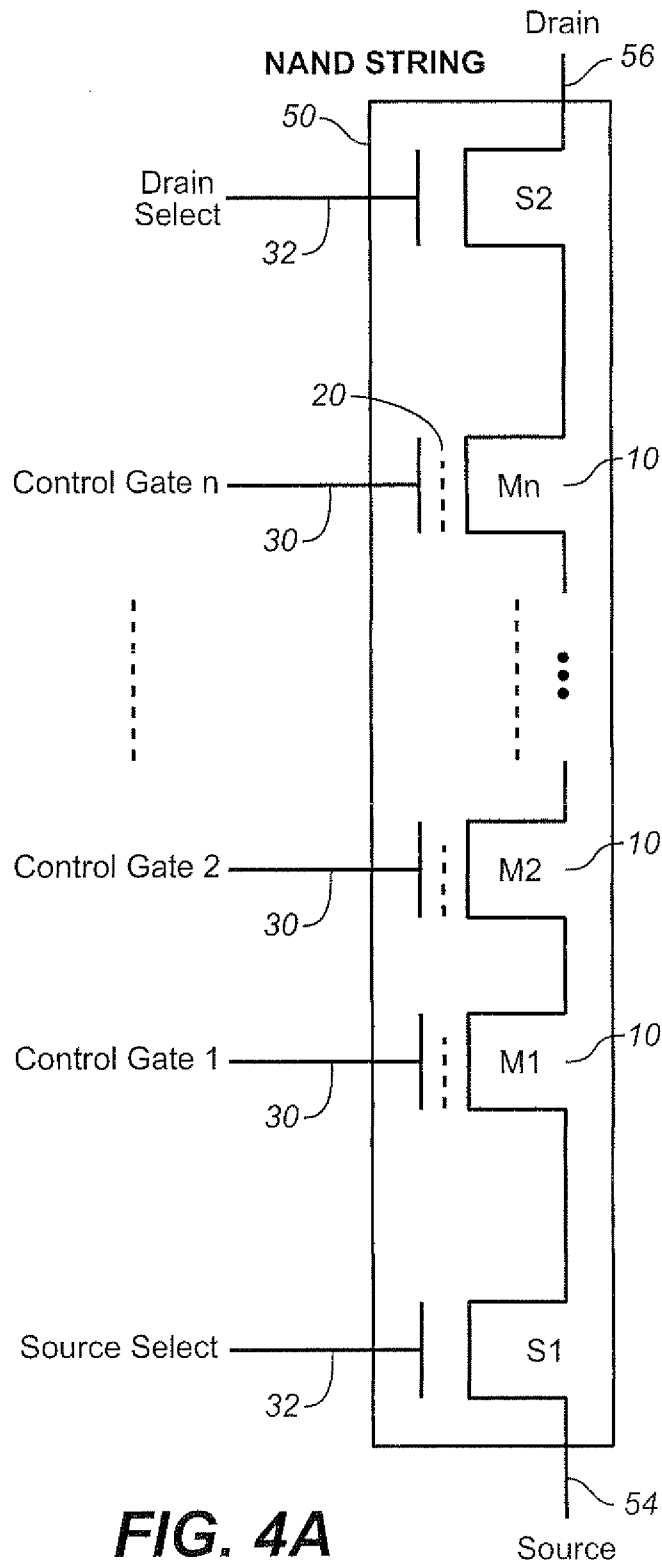 Drain
NAND STRING
56
50
Drain
Select
S2
32
20
10
Control Gate n
Mn
30
10
Control Gate 2
M2
30
10
Control Gate 1
M1
30
Source Select
S1
32
54
FIG. 4A
Source